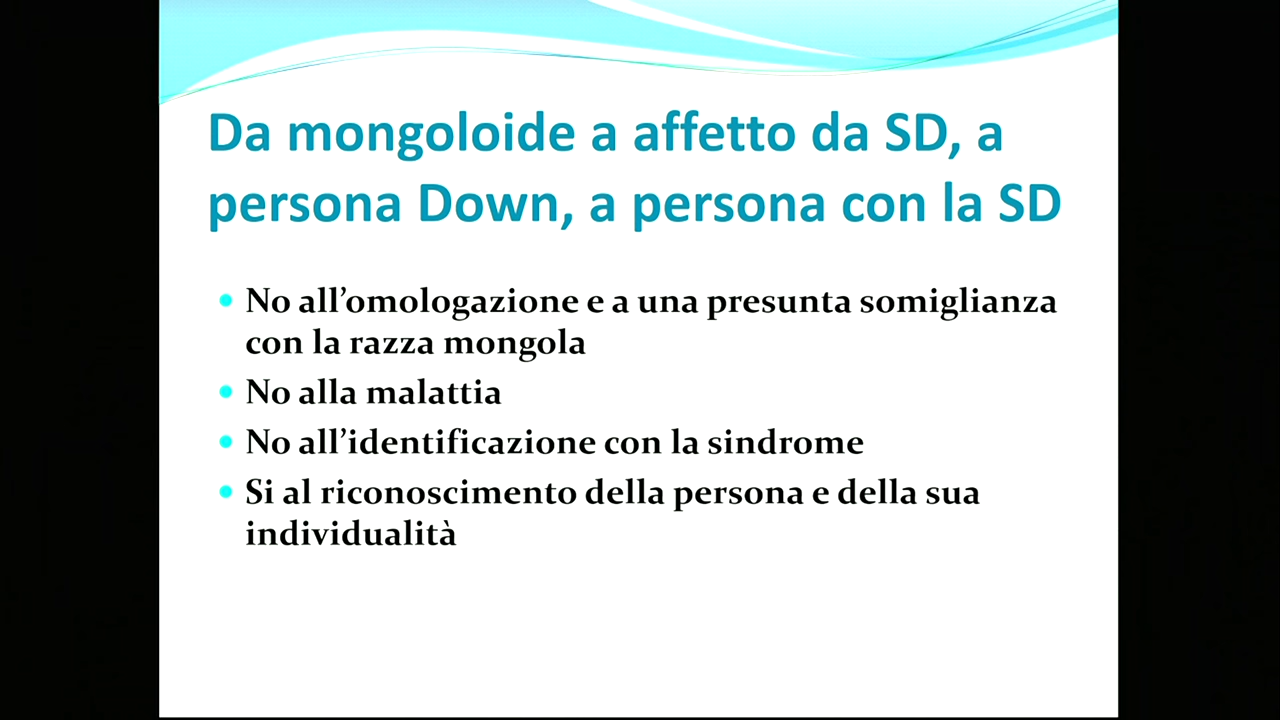 Da mongoloide a affetto da SD, a
persona Down, a persona con la SD
• No all’omologazione e a una presunta somiglianza
con la razza mongola
• No alla malattia
• No all’identificazione con la sindrome
• Si al riconoscimento della persona e della sua
individualità